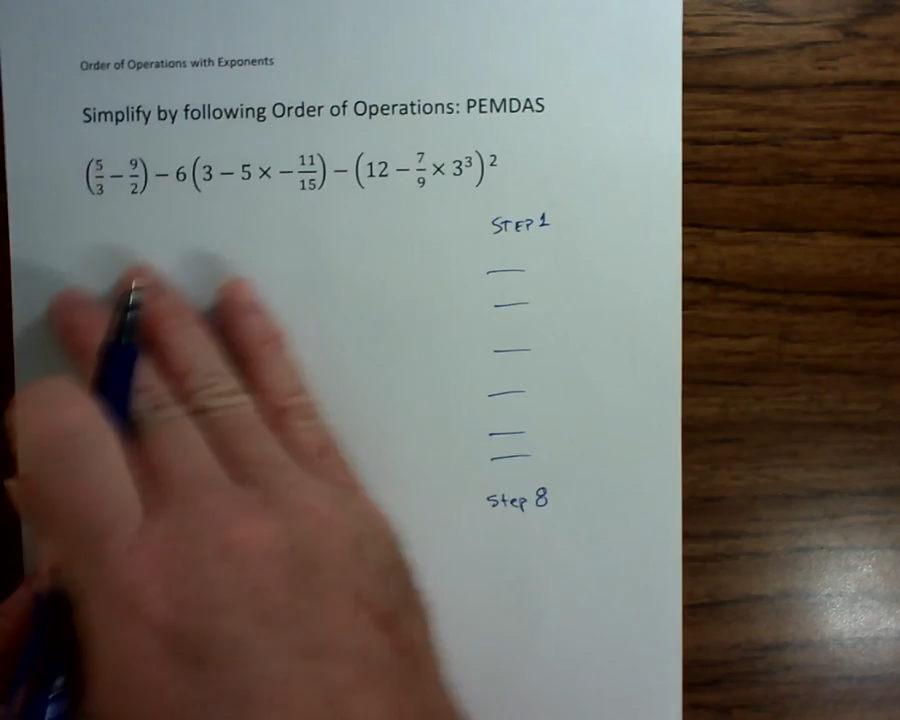 Order of Operations with Exponents
Simplify by following Order of Operations: PEMDAS
(5/3 − 9/2) − 6(3 − 5 × −11/15) − (12 − 7/9 × 3³)²
STEP 1
Step 8